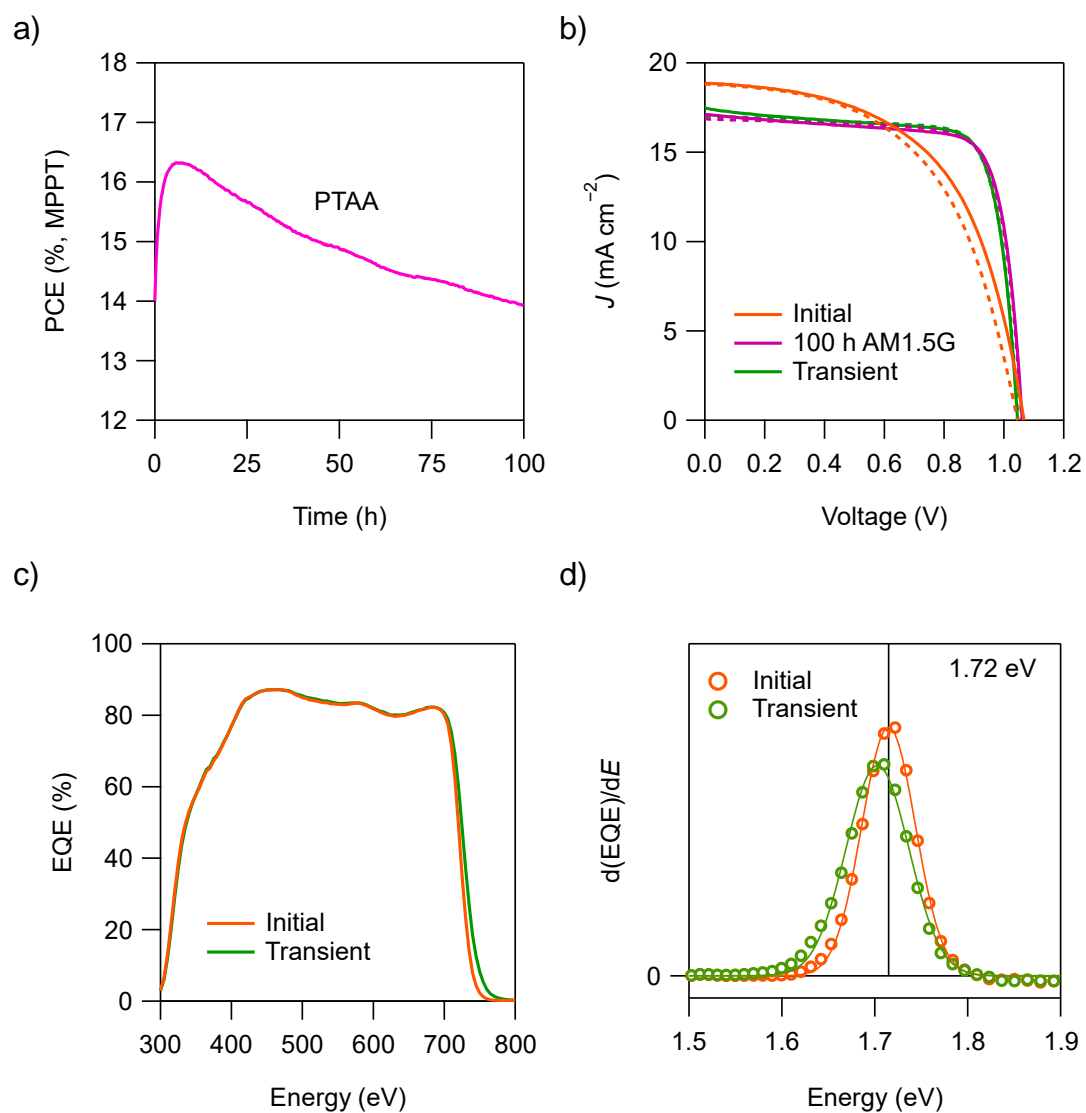 a)
18
17
16
15
14
13
12
PCE (%, MPPT)
PTAA
0
25
50
75
100
Time (h)
b)
20
15
10
5
0
J (mA cm⁻²)
Initial
100 h AM1.5G
Transient
0.0
0.2
0.4
0.6
0.8
1.0
1.2
Voltage (V)
c)
100
80
60
40
20
0
EQE (%)
Initial
Transient
300
400
500
600
700
800
Energy (eV)
d)
d(EQE)/dE
0
Initial
Transient
1.72 eV
1.5
1.6
1.7
1.8
1.9
Energy (eV)